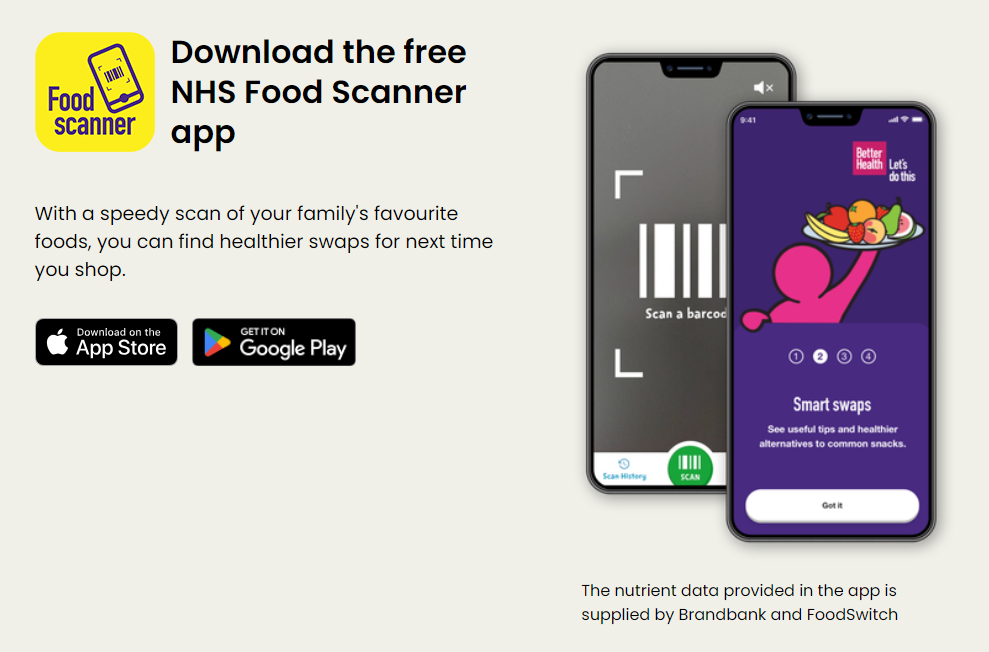 Food
scanner
Download the free
NHS Food Scanner
app
With a speedy scan of your family's favourite
foods, you can find healthier swaps for next time
you shop.
Download on the
App Store
GET IT ON
Google Play
Scan a barcod
Scan History
SCAN
9:41
Better
Health
Let's
do this
1 2 3 4
Smart swaps
See useful tips and healthier
alternatives to common snacks.
Got it
The nutrient data provided in the app is
supplied by Brandbank and FoodSwitch